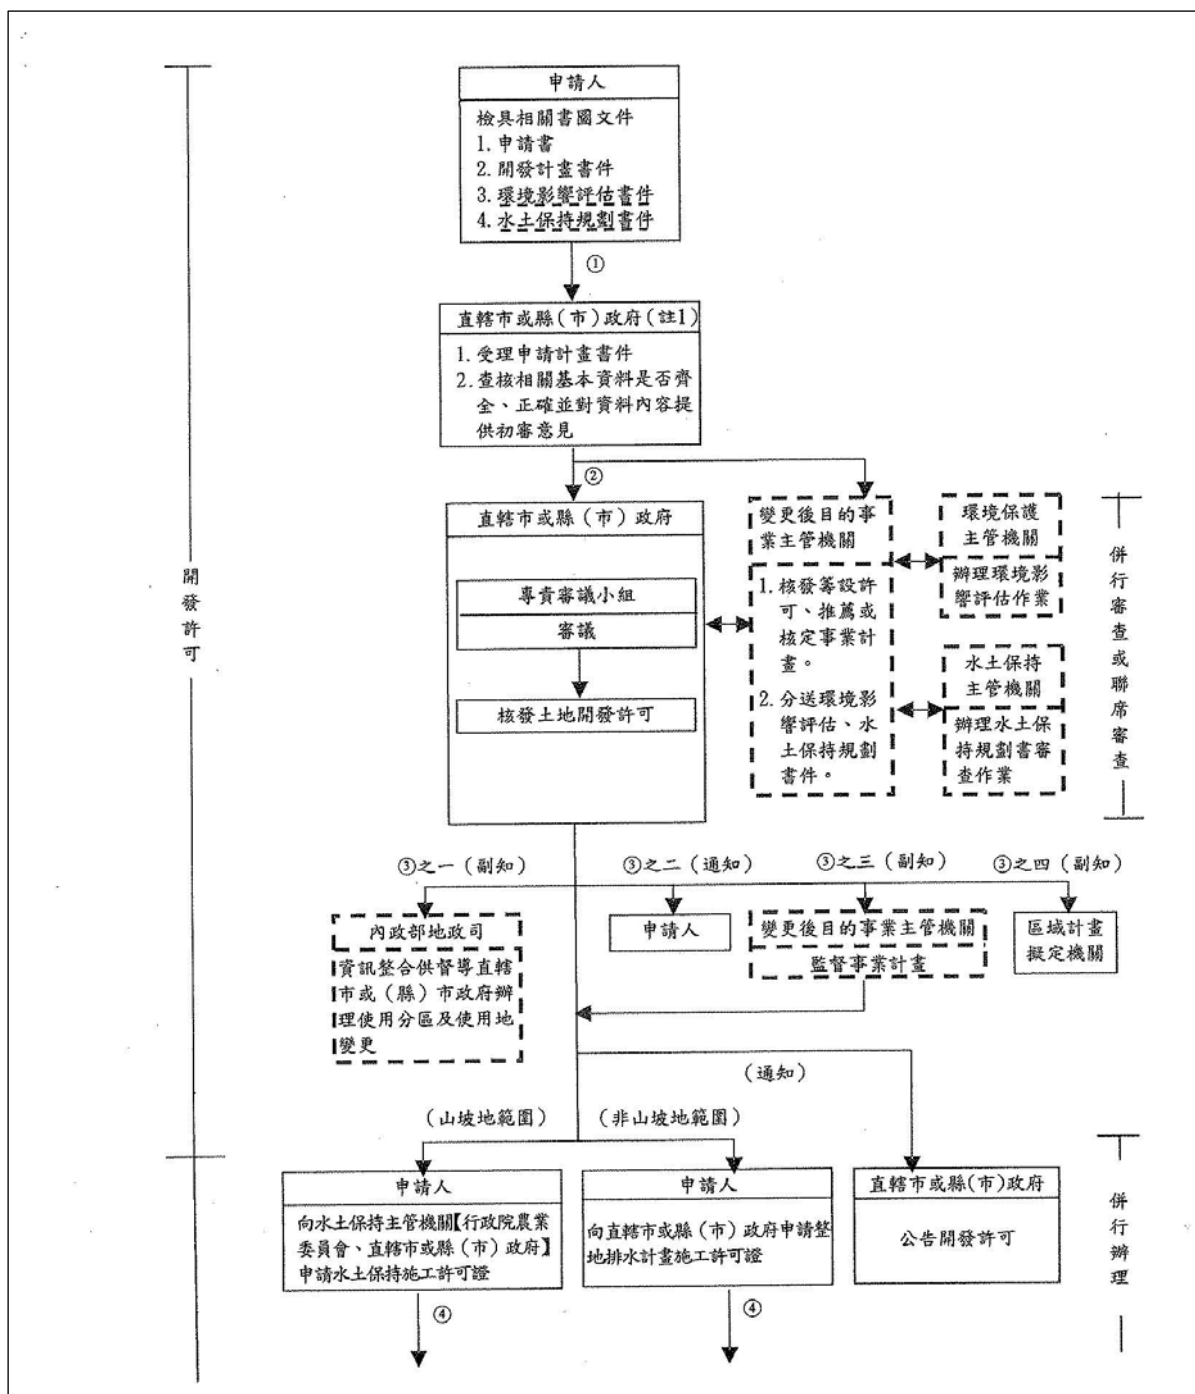 申請人
檢具相關書圖文件
1. 申請書
2. 開發計畫書件
3. 環境影響評估書件
4. 水土保持規劃書件
①
直轄市或縣(市)政府(註1)
1. 受理申請計畫書件
2. 查核相關基本資料是否齊
全、正確並對資料內容提
供初審意見
②
直轄市或縣(市)政府
專責審議小組
審議
核發土地開發許可
變更後目的事
業主管機關
1. 核發籌設許
可、推薦或
核定事業計
畫。
2. 分送環境影
響評估、水
土保持規劃
書件。
環境保護
主管機關
辦理環境影
響評估作業
水土保持
主管機關
辦理水土保
持規劃書審
查作業
併行審查或聯席審查
開發許可
③之一(副知)
③之二(通知)
③之三(副知)
③之四(副知)
內政部地政司
資訊整合供督導直轄
市或(縣)市政府辦
理使用分區及使用地
變更
申請人
變更後目的事業主管機關
監督事業計畫
區域計畫
擬定機關
(通知)
(山坡地範圍)
(非山坡地範圍)
申請人
向水土保持主管機關【行政院農業
委員會、直轄市或縣(市)政府】
申請水土保持施工許可證
④
申請人
向直轄市或縣(市)政府申請整
地排水計畫施工許可證
④
直轄市或縣(市)政府
公告開發許可
併行辦理